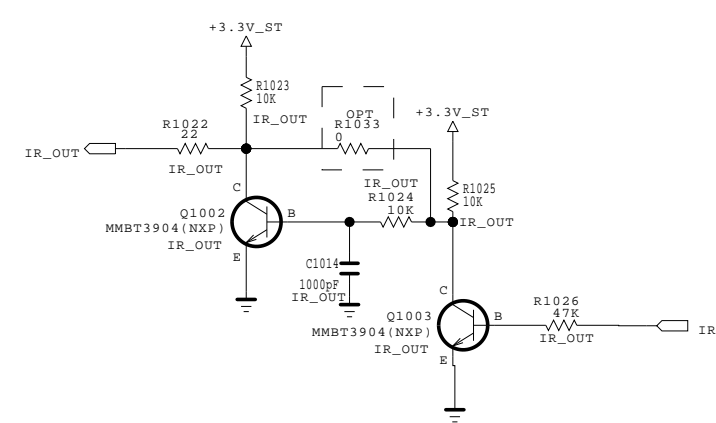 +3.3V_ST
R1023
10K
IR_OUT
OPT
R1033
0
+3.3V_ST
R1022
22
IR_OUT
IR_OUT
IR_OUT
R1024
10K
R1025
10K
IR_OUT
C
Q1002
B
MMBT3904(NXP)
IR_OUT
E
C1014
1000pF
IR_OUT
C
Q1003
B
MMBT3904(NXP)
IR_OUT
E
R1026
47K
IR_OUT
IR